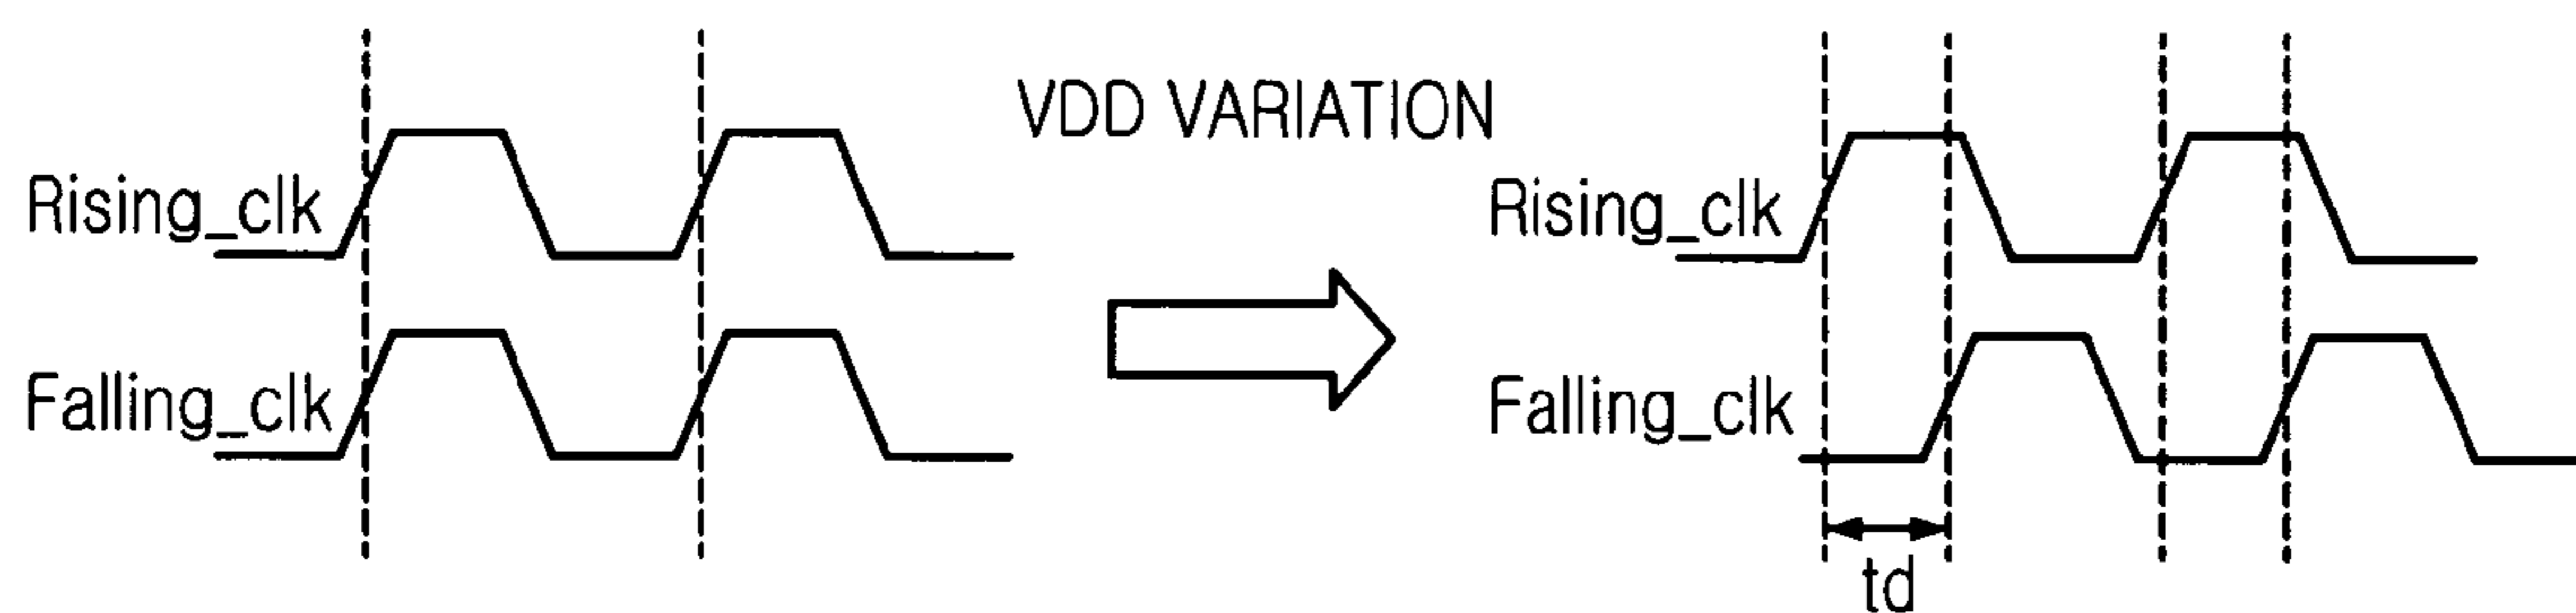 Rising_clk
Falling_clk
VDD VARIATION
Rising_clk
Falling_clk
td